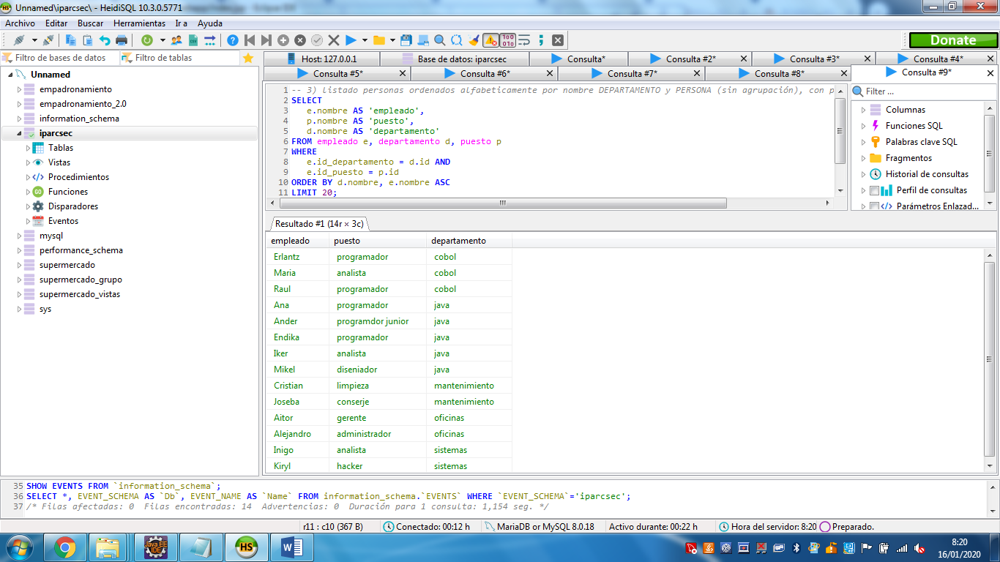 Unnamed\iparcsec\ - HeidiSQL 10.3.0.5771
Archivo Editar Buscar Herramientas Ir a Ayuda
Donate
Filtro de bases de datos Filtro de tablas
Host: 127.0.0.1 Base de datos: iparcsec Consulta* Consulta #2* Consulta #3* Consulta #4*
Consulta #5* Consulta #6* Consulta #7* Consulta #8* Consulta #9*
Unnamed
empadronamiento
empadronamiento_2.0
information_schema
iparcsec
Tablas
Vistas
Procedimientos
Funciones
Disparadores
Eventos
mysql
performance_schema
supermercado
supermercado_grupo
supermercado_vistas
sys
1 -- 3) listado personas ordenados alfabeticamente por nombre DEPARTAMENTO y PERSONA (sin agrupación), con p
2 SELECT
3 e.nombre AS 'empleado',
4 p.nombre AS 'puesto',
5 d.nombre AS 'departamento'
6 FROM empleado e, departamento d, puesto p
7 WHERE
8 e.id_departamento = d.id AND
9 e.id_puesto = p.id
10 ORDER BY d.nombre, e.nombre ASC
11 LIMIT 20;
Filter ...
Columnas
Funciones SQL
Palabras clave SQL
Fragmentos
Historial de consultas
Perfil de consultas
Parámetros Enlazad...
Resultado #1 (14r × 3c)
empleado puesto departamento
Erlantz programador cobol
Maria analista cobol
Raul programador cobol
Ana programador java
Ander programdor junior java
Endika programador java
Iker analista java
Mikel diseniador java
Cristian limpieza mantenimiento
Joseba conserje mantenimiento
Aitor gerente oficinas
Alejandro administrador oficinas
Inigo analista sistemas
Kiryl hacker sistemas
35 SHOW EVENTS FROM `information_schema`;
36 SELECT *, EVENT_SCHEMA AS `Db`, EVENT_NAME AS `Name` FROM information_schema.`EVENTS` WHERE `EVENT_SCHEMA`='iparcsec';
37 /* Filas afectadas: 0 Filas encontradas: 14 Advertencias: 0 Duración para 1 consulta: 1,154 seg. */
r11 : c10 (367 B) Conectado: 00:12 h MariaDB or MySQL 8.0.18 Activo durante: 00:22 h Hora del servidor: 8:20 Preparado.
Java EE
IDE
HS
8:20
16/01/2020